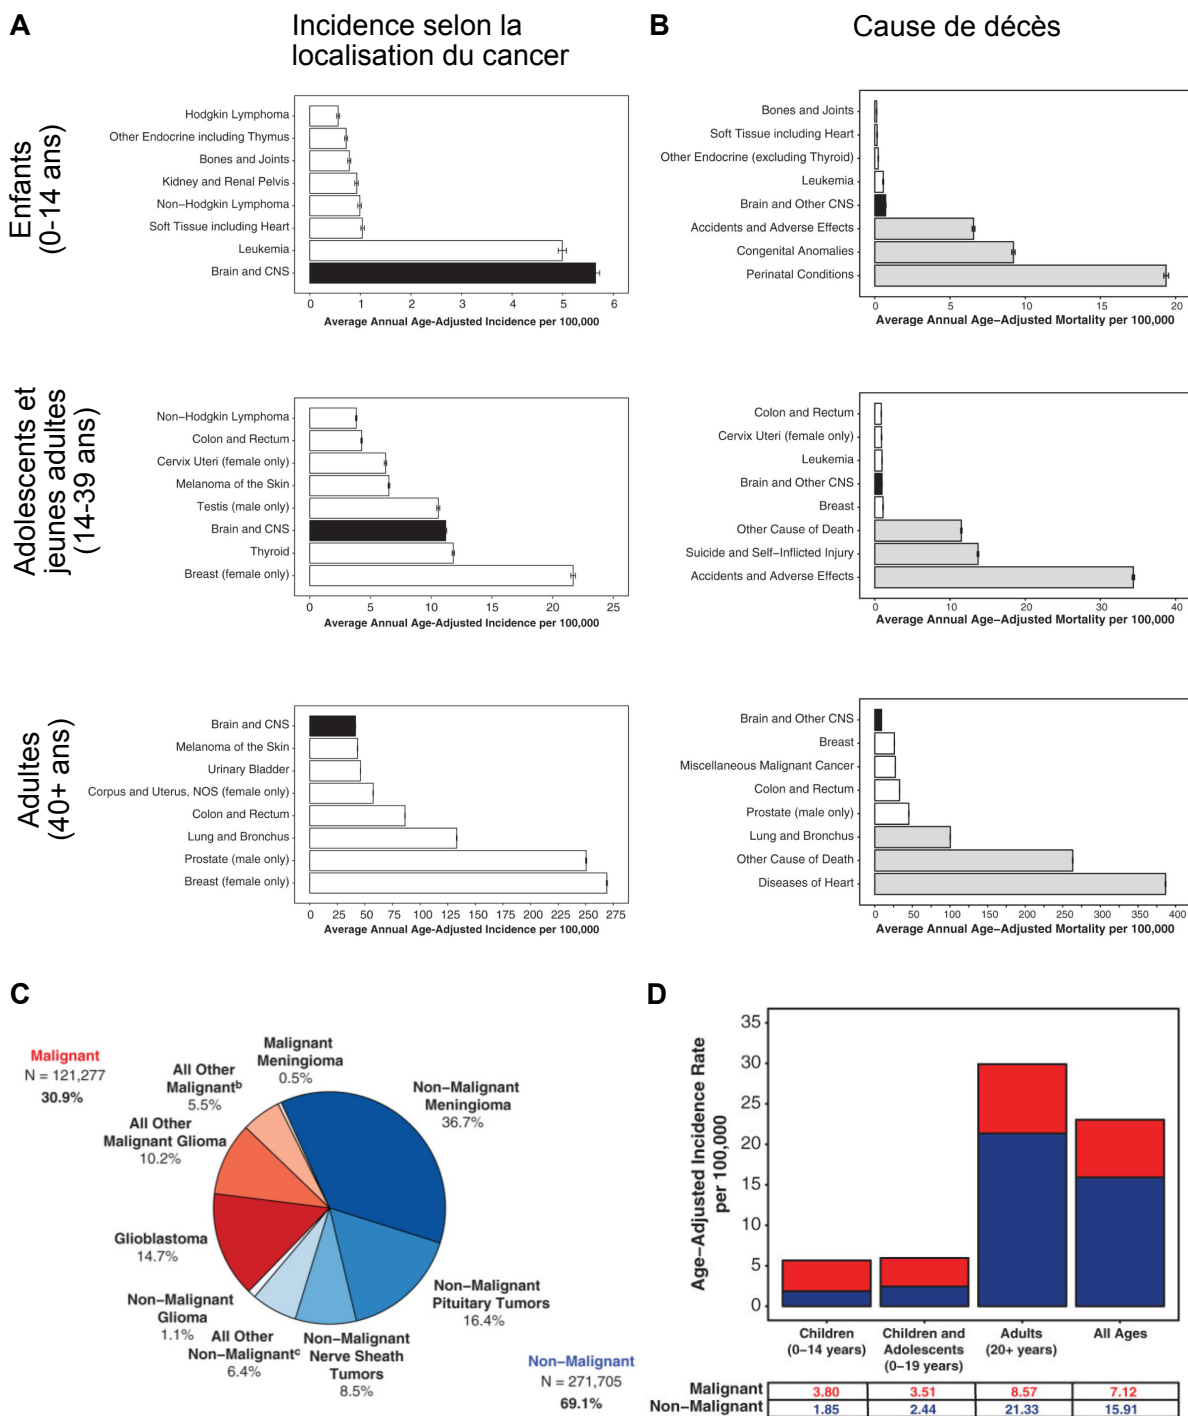 A
Incidence selon la
localisation du cancer
B
Cause de décès
Enfants
(0-14 ans)
Hodgkin Lymphoma
Other Endocrine including Thymus
Bones and Joints
Kidney and Renal Pelvis
Non-Hodgkin Lymphoma
Soft Tissue including Heart
Leukemia
Brain and CNS
0 1 2 3 4 5 6
Average Annual Age-Adjusted Incidence per 100,000
Bones and Joints
Soft Tissue including Heart
Other Endocrine (excluding Thyroid)
Leukemia
Brain and Other CNS
Accidents and Adverse Effects
Congenital Anomalies
Perinatal Conditions
0 5 10 15 20
Average Annual Age-Adjusted Mortality per 100,000
Adolescents et
jeunes adultes
(14-39 ans)
Non-Hodgkin Lymphoma
Colon and Rectum
Cervix Uteri (female only)
Melanoma of the Skin
Testis (male only)
Brain and CNS
Thyroid
Breast (female only)
0 5 10 15 20 25
Average Annual Age-Adjusted Incidence per 100,000
Colon and Rectum
Cervix Uteri (female only)
Leukemia
Brain and Other CNS
Breast
Other Cause of Death
Suicide and Self-Inflicted Injury
Accidents and Adverse Effects
0 10 20 30 40
Average Annual Age-Adjusted Mortality per 100,000
Adultes
(40+ ans)
Brain and CNS
Melanoma of the Skin
Urinary Bladder
Corpus and Uterus, NOS (female only)
Colon and Rectum
Lung and Bronchus
Prostate (male only)
Breast (female only)
0 25 50 75 100 125 150 175 200 225 250 275
Average Annual Age-Adjusted Incidence per 100,000
Brain and Other CNS
Breast
Miscellaneous Malignant Cancer
Colon and Rectum
Prostate (male only)
Lung and Bronchus
Other Cause of Death
Diseases of Heart
0 50 100 150 200 250 300 350 400
Average Annual Age-Adjusted Mortality per 100,000
C
Malignant
N = 121,277
30.9%
Malignant
Meningioma
0.5%
All Other
Malignantᵇ
5.5%
All Other
Malignant Glioma
10.2%
Glioblastoma
14.7%
Non-Malignant
Glioma
1.1%
All Other
Non-Malignantᶜ
6.4%
Non-Malignant
Nerve Sheath
Tumors
8.5%
Non-Malignant
Pituitary Tumors
16.4%
Non-Malignant
Meningioma
36.7%
Non-Malignant
N = 271,705
69.1%
D
Age-Adjusted Incidence Rate
per 100,000
35
30
25
20
15
10
5
0
Children
(0-14 years)
Children and
Adolescents
(0-19 years)
Adults
(20+ years)
All Ages
Malignant 3.80 3.51 8.57 7.12
Non-Malignant 1.85 2.44 21.33 15.91